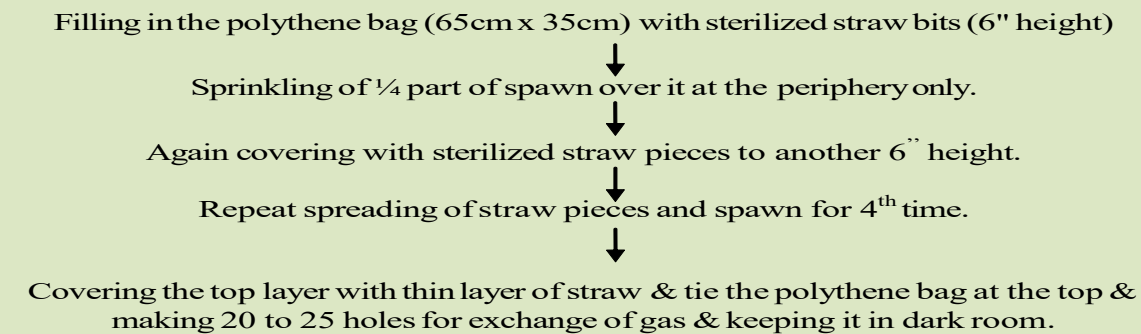 Filling in the polythene bag (65cm x 35cm) with sterilized straw bits (6" height)
Sprinkling of ¼ part of spawn over it at the periphery only.
Again covering with sterilized straw pieces to another 6” height.
Repeat spreading of straw pieces and spawn for 4th time.
Covering the top layer with thin layer of straw & tie the polythene bag at the top &
making 20 to 25 holes for exchange of gas & keeping it in dark room.